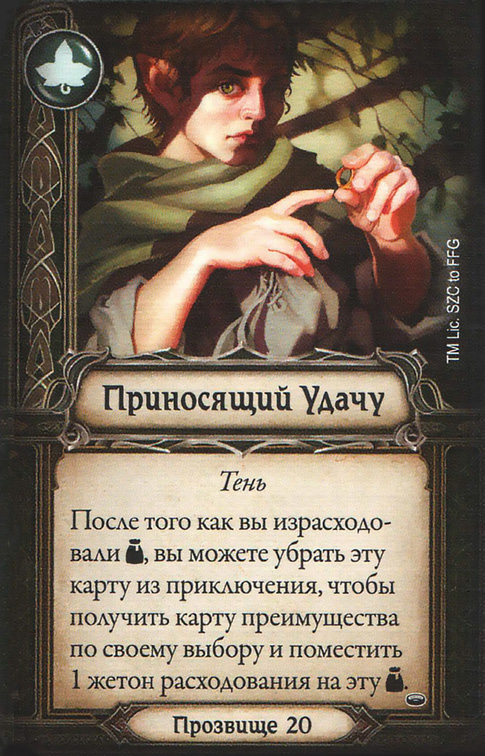 TM Lic. SZC to FFG
Приносящий Удачу
Тень
После того как вы израсходо-
вали , вы можете убрать эту
карту из приключения, чтобы
получить карту преимущества
по своему выбору и поместить
1 жетон расходования на эту .
Прозвище 20